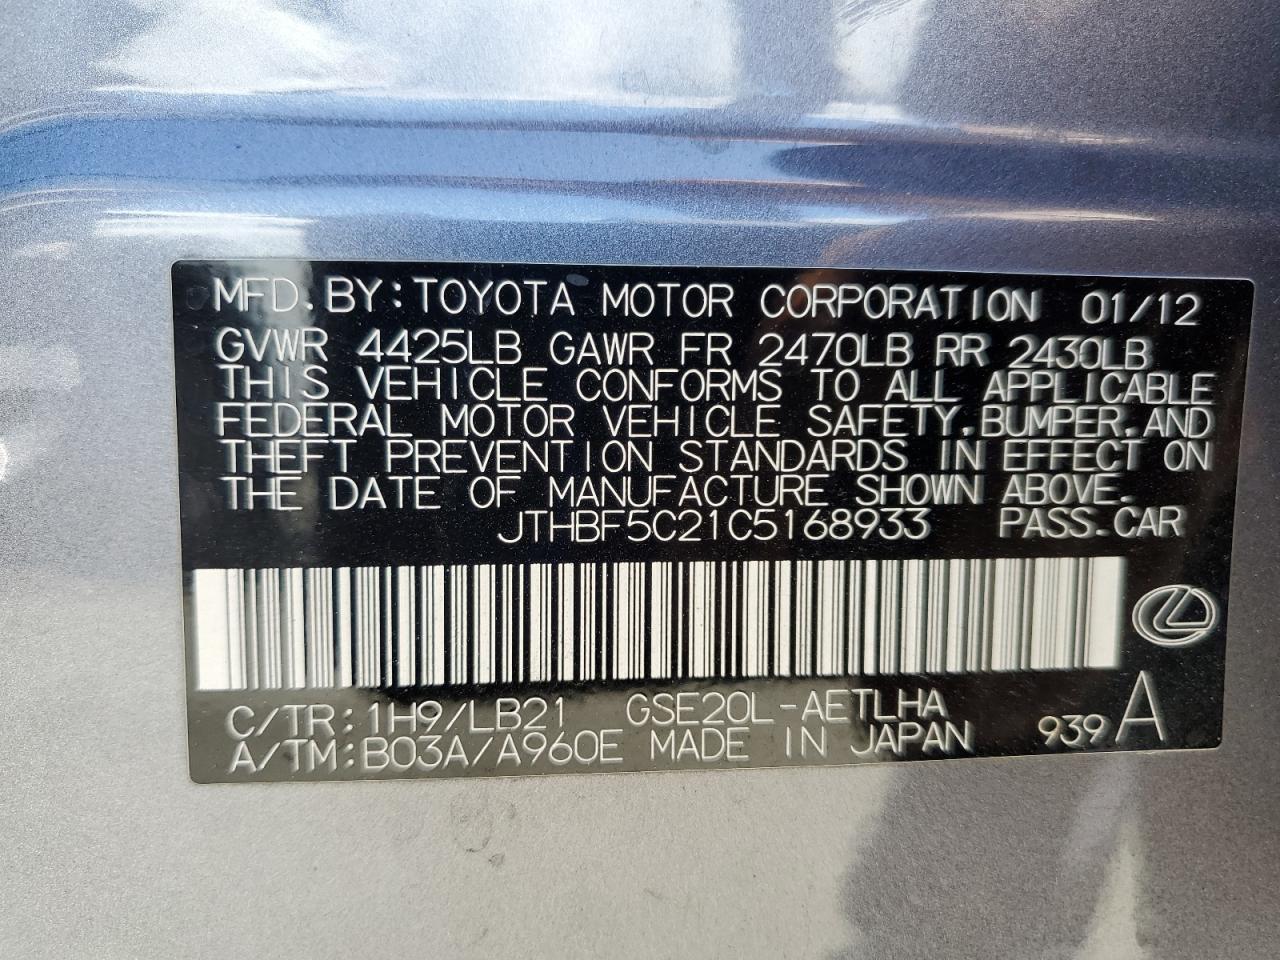 MFD.BY:TOYOTA MOTOR CORPORATION 01/12
GVWR 4425LB GAWR FR 2470LB RR 2430LB
THIS VEHICLE CONFORMS TO ALL APPLICABLE
FEDERAL MOTOR VEHICLE SAFETY,BUMPER,AND
THEFT PREVENTION STANDARDS IN EFFECT ON
THE DATE OF MANUFACTURE SHOWN ABOVE.
JTHBF5C21C5168933 PASS.CAR
C/TR:1H9/LB21 GSE20L-AETLHA
A/TM:B03A/A960E MADE IN JAPAN 939 A